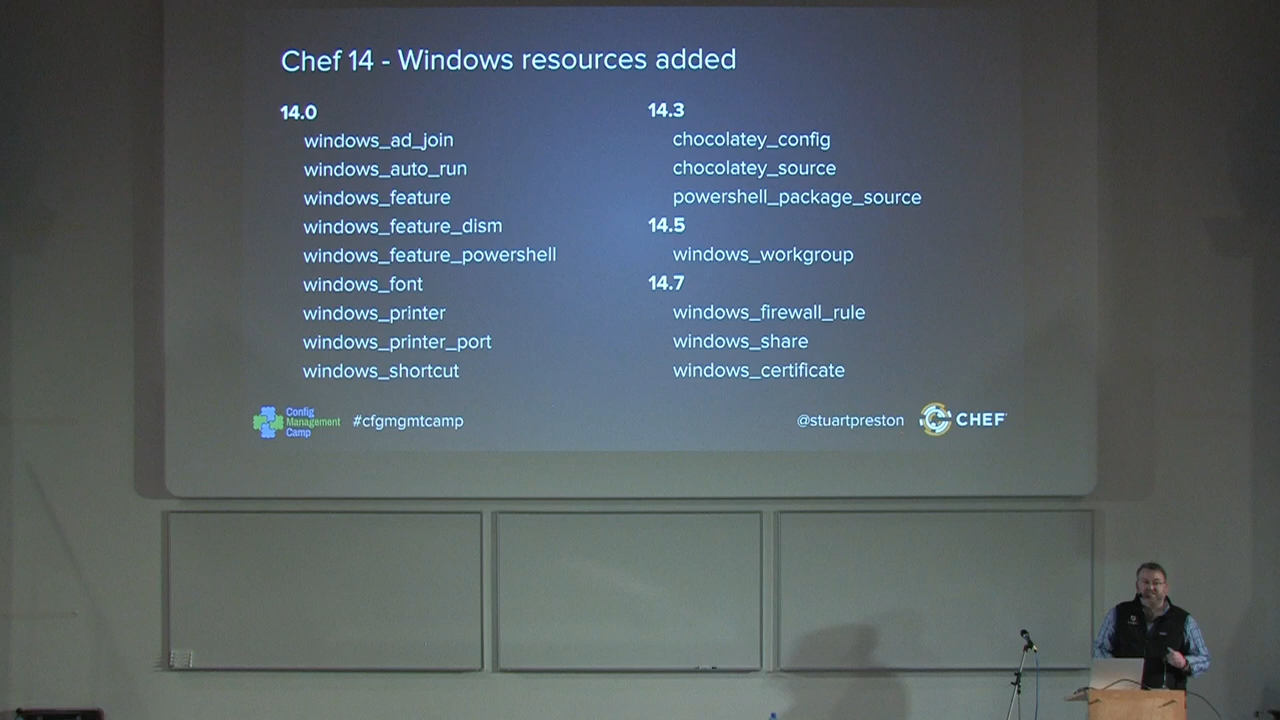 Chef 14 - Windows resources added
14.0
windows_ad_join
windows_auto_run
windows_feature
windows_feature_dism
windows_feature_powershell
windows_font
windows_printer
windows_printer_port
windows_shortcut
14.3
chocolatey_config
chocolatey_source
powershell_package_source
14.5
windows_workgroup
14.7
windows_firewall_rule
windows_share
windows_certificate
Config
Management
Camp
#cfgmgmtcamp
@stuartpreston
CHEF